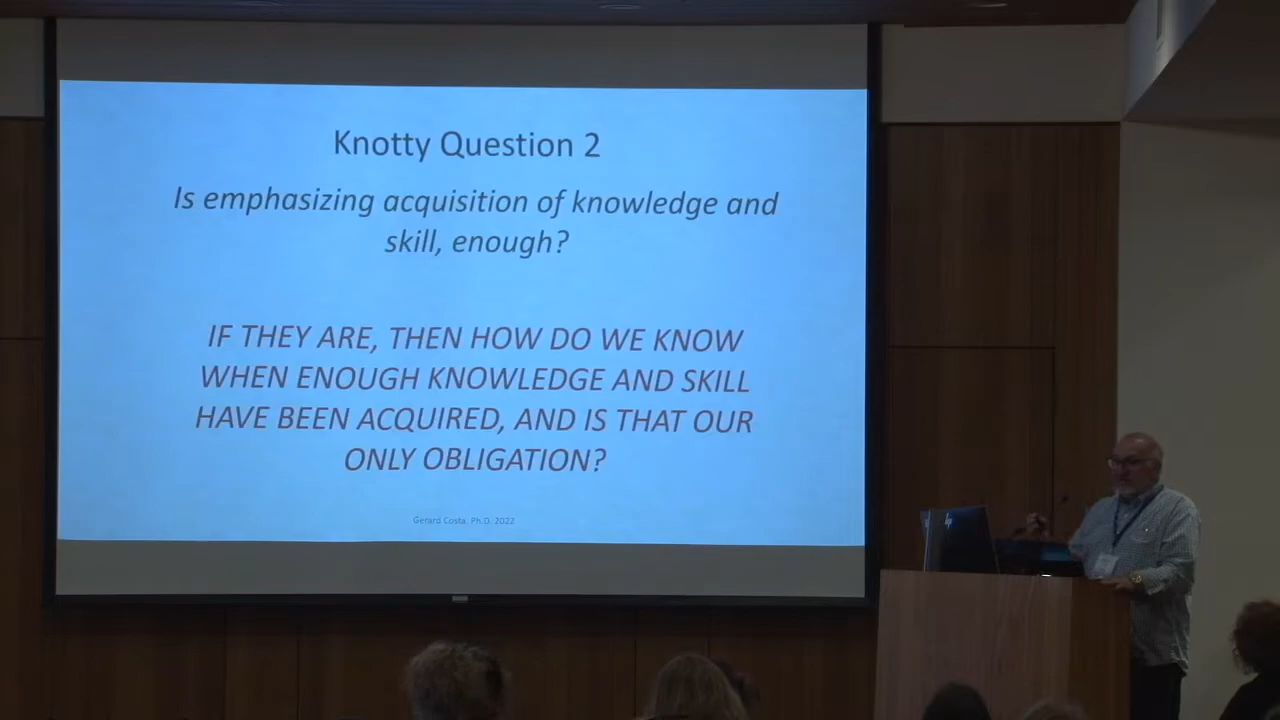 Knotty Question 2
Is emphasizing acquisition of knowledge and
skill, enough?
IF THEY ARE, THEN HOW DO WE KNOW
WHEN ENOUGH KNOWLEDGE AND SKILL
HAVE BEEN ACQUIRED, AND IS THAT OUR
ONLY OBLIGATION?
Gerard Costa. Ph.D. 2022
hp